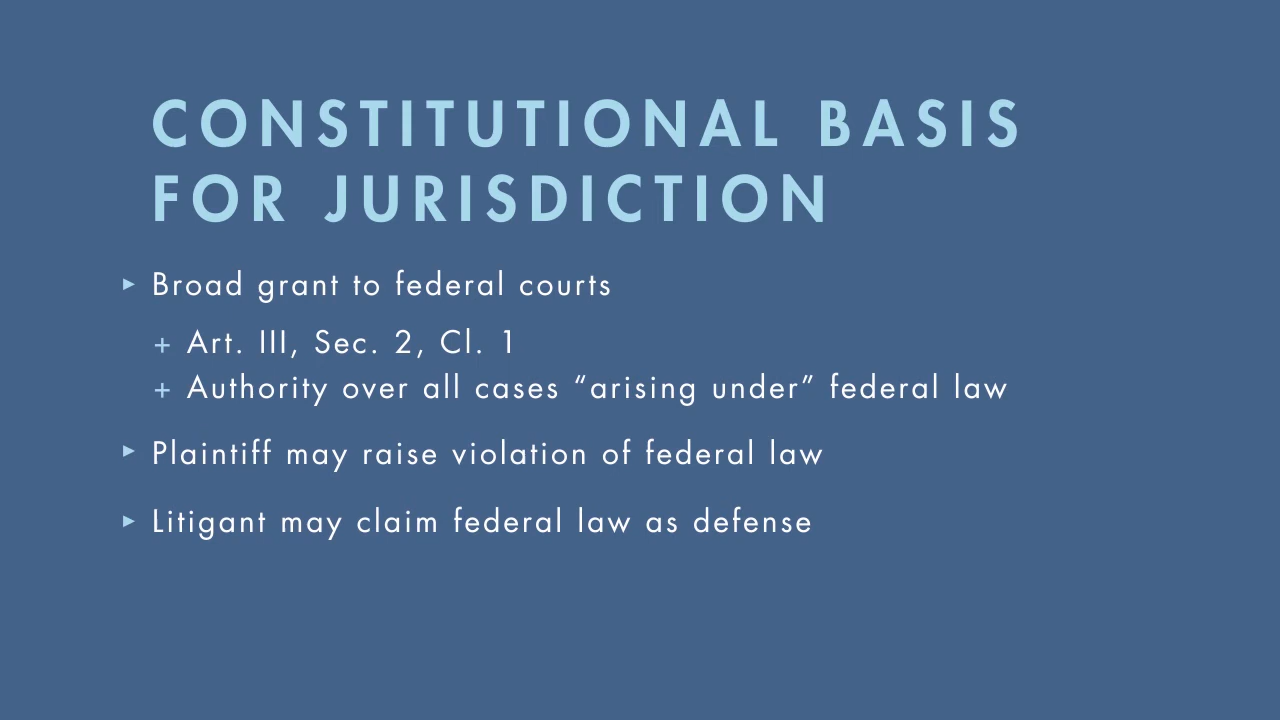 CONSTITUTIONAL BASIS
FOR JURISDICTION
▸ Broad grant to federal courts
+ Art. III, Sec. 2, Cl. 1
+ Authority over all cases “arising under” federal law
▸ Plaintiff may raise violation of federal law
▸ Litigant may claim federal law as defense